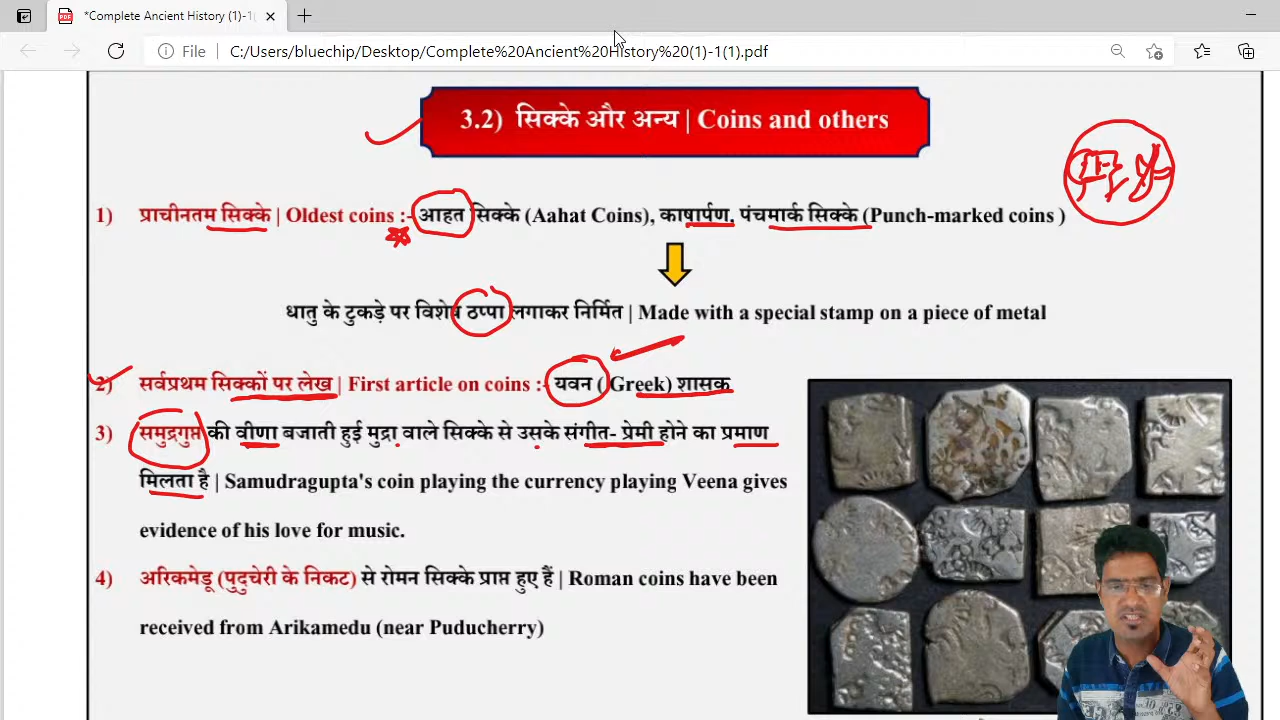 *Complete Ancient History (1)-1(
File C:/Users/bluechip/Desktop/Complete%20Ancient%20History%20(1)-1(1).pdf
3.2) सिक्के और अन्य | Coins and others
1) प्राचीनतम सिक्के | Oldest coins :- आहत सिक्के (Aahat Coins), काषार्पण, पंचमार्क सिक्के (Punch-marked coins )
धातु के टुकड़े पर विशेष ठप्पा लगाकर निर्मित | Made with a special stamp on a piece of metal
2) सर्वप्रथम सिक्कों पर लेख | First article on coins :- यवन ( Greek) शासक
3) समुद्रगुप्त की वीणा बजाती हुई मुद्रा वाले सिक्के से उसके संगीत- प्रेमी होने का प्रमाण
मिलता है | Samudragupta's coin playing the currency playing Veena gives
evidence of his love for music.
4) अरिकमेडू (पुदुचेरी के निकट) से रोमन सिक्के प्राप्त हुए हैं | Roman coins have been
received from Arikamedu (near Puducherry)